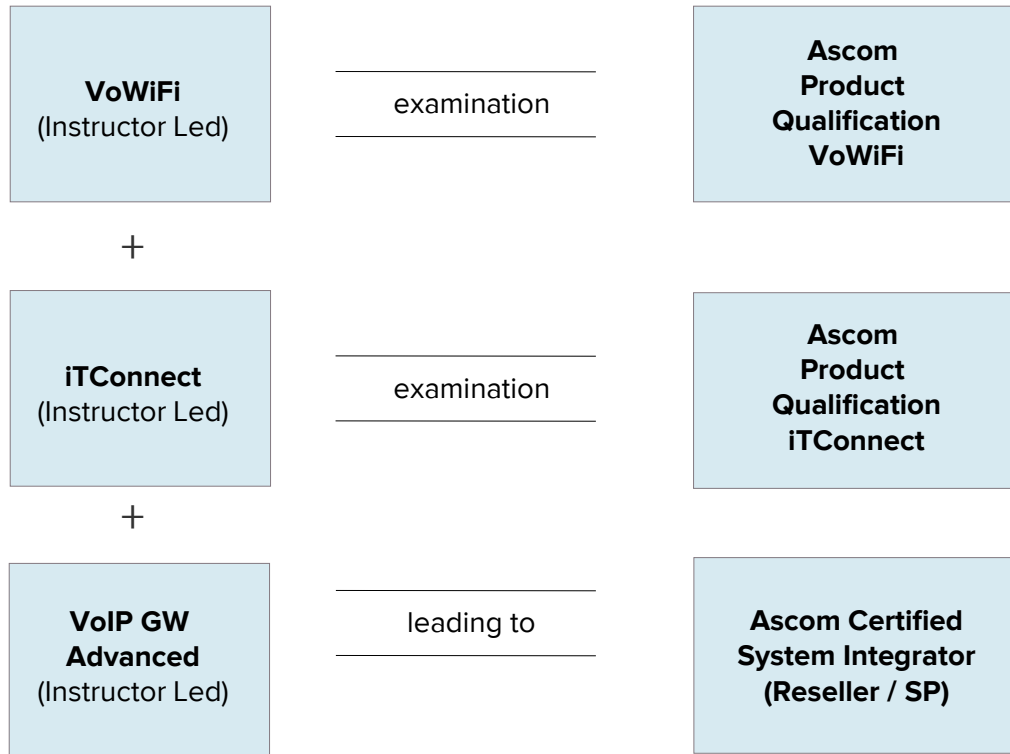 VoWiFi
(Instructor Led)
examination
Ascom
Product
Qualification
VoWiFi
+
iTConnect
(Instructor Led)
examination
Ascom
Product
Qualification
iTConnect
+
VoIP GW
Advanced
(Instructor Led)
leading to
Ascom Certified
System Integrator
(Reseller / SP)